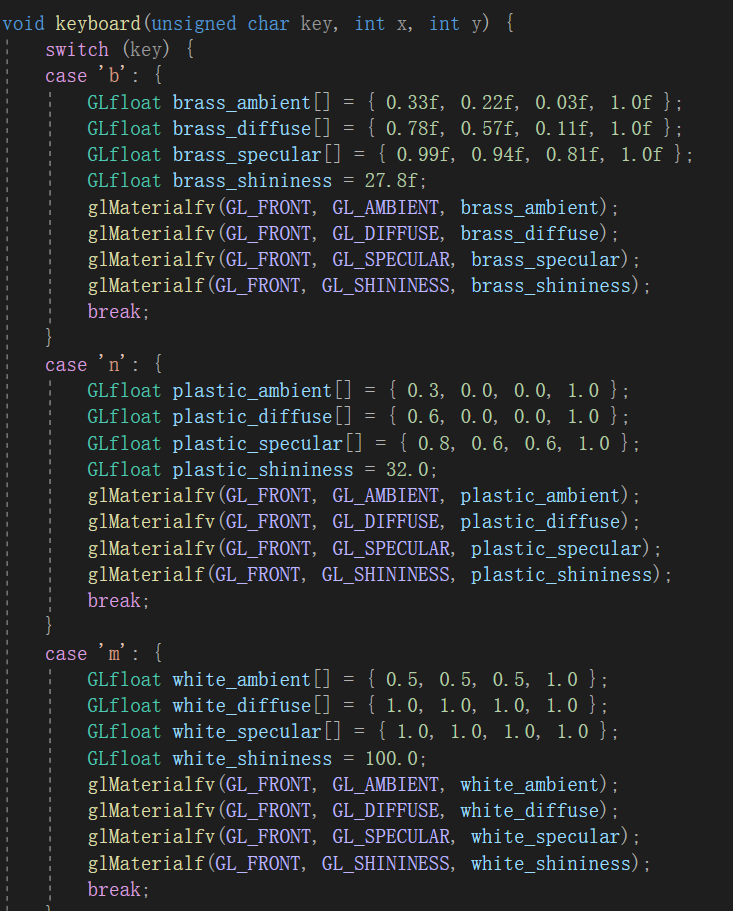 void keyboard(unsigned char key, int x, int y) {
    switch (key) {
    case 'b': {
        GLfloat brass_ambient[] = { 0.33f, 0.22f, 0.03f, 1.0f };
        GLfloat brass_diffuse[] = { 0.78f, 0.57f, 0.11f, 1.0f };
        GLfloat brass_specular[] = { 0.99f, 0.94f, 0.81f, 1.0f };
        GLfloat brass_shininess = 27.8f;
        glMaterialfv(GL_FRONT, GL_AMBIENT, brass_ambient);
        glMaterialfv(GL_FRONT, GL_DIFFUSE, brass_diffuse);
        glMaterialfv(GL_FRONT, GL_SPECULAR, brass_specular);
        glMaterialf(GL_FRONT, GL_SHININESS, brass_shininess);
        break;
    }
    case 'n': {
        GLfloat plastic_ambient[] = { 0.3, 0.0, 0.0, 1.0 };
        GLfloat plastic_diffuse[] = { 0.6, 0.0, 0.0, 1.0 };
        GLfloat plastic_specular[] = { 0.8, 0.6, 0.6, 1.0 };
        GLfloat plastic_shininess = 32.0;
        glMaterialfv(GL_FRONT, GL_AMBIENT, plastic_ambient);
        glMaterialfv(GL_FRONT, GL_DIFFUSE, plastic_diffuse);
        glMaterialfv(GL_FRONT, GL_SPECULAR, plastic_specular);
        glMaterialf(GL_FRONT, GL_SHININESS, plastic_shininess);
        break;
    }
    case 'm': {
        GLfloat white_ambient[] = { 0.5, 0.5, 0.5, 1.0 };
        GLfloat white_diffuse[] = { 1.0, 1.0, 1.0, 1.0 };
        GLfloat white_specular[] = { 1.0, 1.0, 1.0, 1.0 };
        GLfloat white_shininess = 100.0;
        glMaterialfv(GL_FRONT, GL_AMBIENT, white_ambient);
        glMaterialfv(GL_FRONT, GL_DIFFUSE, white_diffuse);
        glMaterialfv(GL_FRONT, GL_SPECULAR, white_specular);
        glMaterialf(GL_FRONT, GL_SHININESS, white_shininess);
        break;